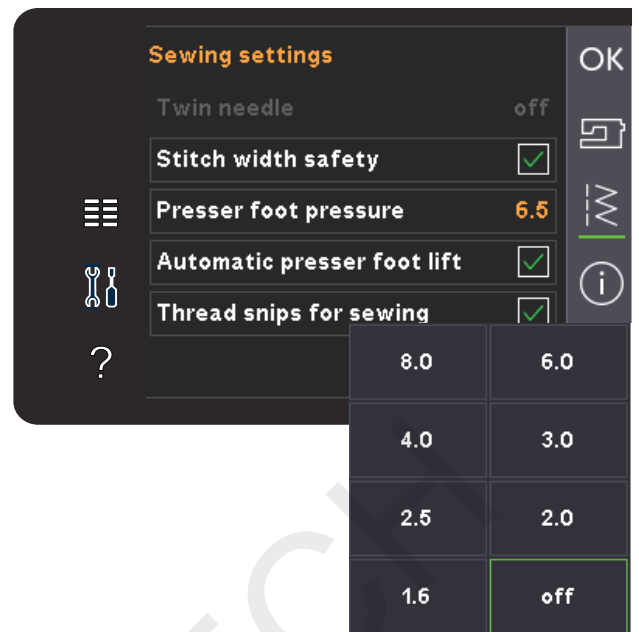 Sewing settings
OK
Twin needle off
Stitch width safety
Presser foot pressure 6.5
Automatic presser foot lift
i
Thread snips for sewing
?
8.0 6.0
4.0 3.0
2.5 2.0
1.6 off
CH